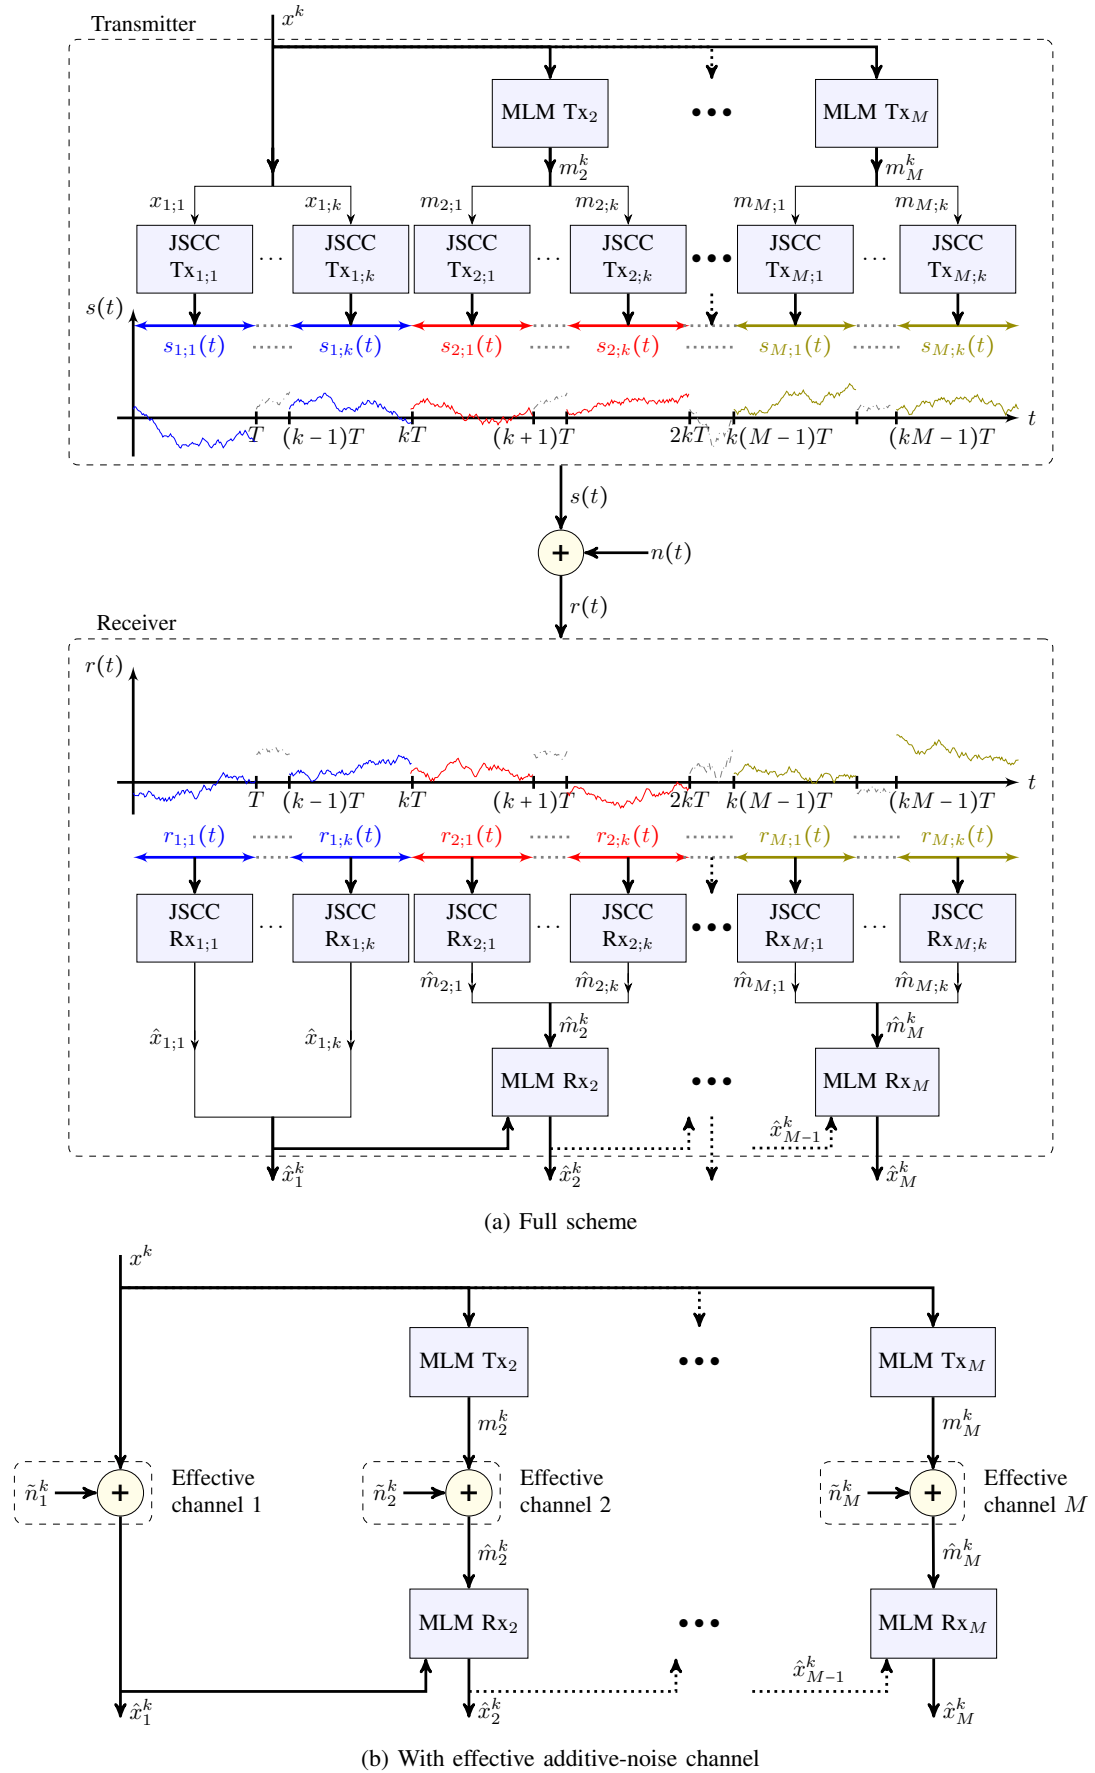 x^k
Transmitter
MLM Tx_2 ••• MLM Tx_M
m_2^k m_M^k
x_{1;1} x_{1;k} m_{2;1} m_{2;k} m_{M;1} m_{M;k}
JSCC Tx_{1;1} ... JSCC Tx_{1;k} JSCC Tx_{2;1} ... JSCC Tx_{2;k} ••• JSCC Tx_{M;1} ... JSCC Tx_{M;k}
s(t)
s_{1;1}(t) s_{1;k}(t) s_{2;1}(t) s_{2;k}(t) s_{M;1}(t) s_{M;k}(t)
T (k-1)T kT (k+1)T 2kT k(M-1)T (kM-1)T t
s(t)
+ n(t)
r(t)
Receiver
r(t)
T (k-1)T kT (k+1)T 2kT k(M-1)T (kM-1)T t
r_{1;1}(t) r_{1;k}(t) r_{2;1}(t) r_{2;k}(t) r_{M;1}(t) r_{M;k}(t)
JSCC Rx_{1;1} ... JSCC Rx_{1;k} JSCC Rx_{2;1} ... JSCC Rx_{2;k} ••• JSCC Rx_{M;1} ... JSCC Rx_{M;k}
m̂_{2;1} m̂_{2;k} m̂_{M;1} m̂_{M;k}
x̂_{1;1} x̂_{1;k} m̂_2^k m̂_M^k
MLM Rx_2 ••• MLM Rx_M
x̂_{M-1}^k
x̂_1^k x̂_2^k x̂_M^k
(a) Full scheme
x^k
MLM Tx_2 ••• MLM Tx_M
m_2^k m_M^k
ñ_1^k + Effective channel 1 ñ_2^k + Effective channel 2 ñ_M^k + Effective channel M
m̂_2^k m̂_M^k
MLM Rx_2 ••• MLM Rx_M
x̂_{M-1}^k
x̂_1^k x̂_2^k x̂_M^k
(b) With effective additive-noise channel